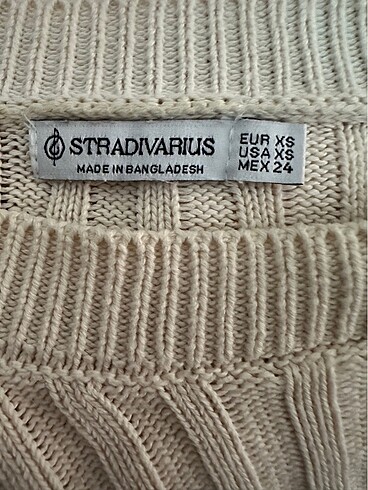 STRADIVARIUS
MADE IN BANGLADESH
EUR XS
USA XS
MEX 24